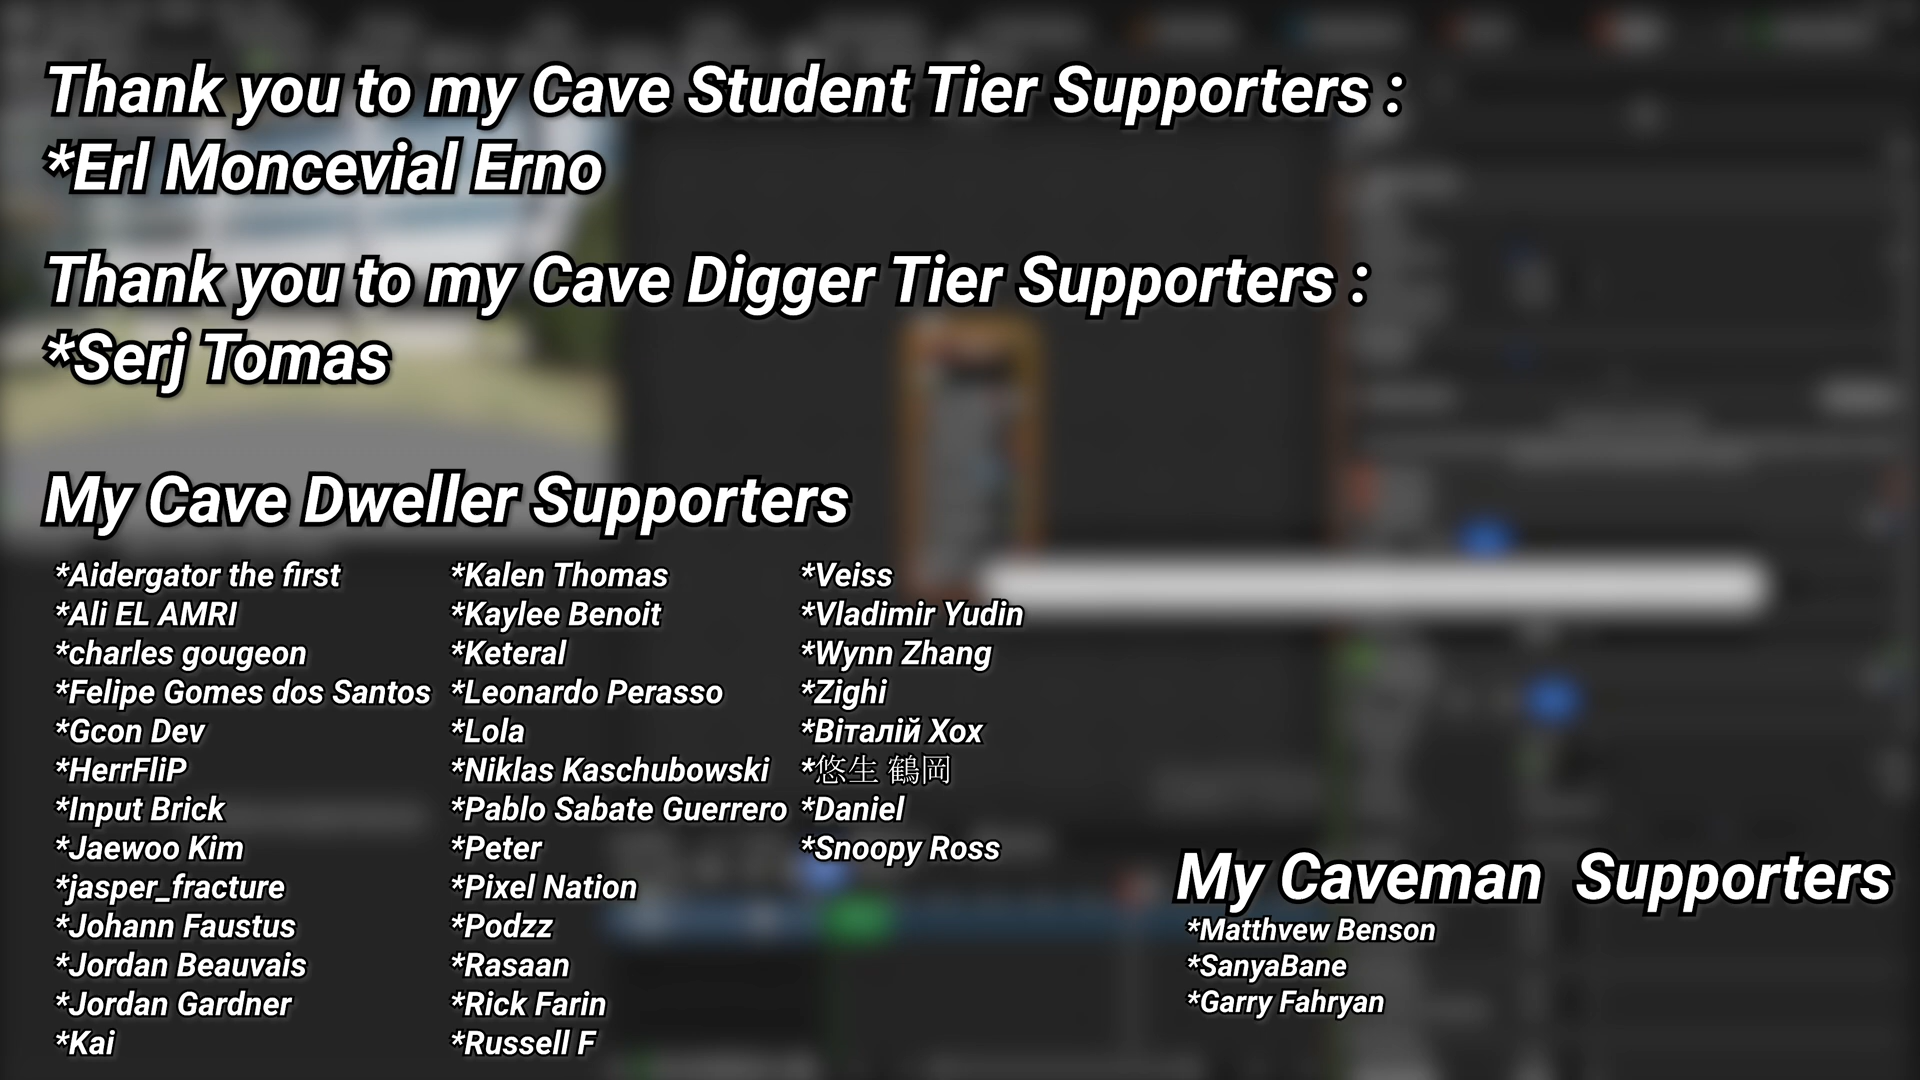 Thank you to my Cave Student Tier Supporters :
*Erl Moncevial Erno
Thank you to my Cave Digger Tier Supporters :
*Serj Tomas
My Cave Dweller Supporters
*Aidergator the first
*Ali EL AMRI
*charles gougeon
*Felipe Gomes dos Santos
*Gcon Dev
*HerrFliP
*Input Brick
*Jaewoo Kim
*jasper_fracture
*Johann Faustus
*Jordan Beauvais
*Jordan Gardner
*Kai
*Kalen Thomas
*Kaylee Benoit
*Keteral
*Leonardo Perasso
*Lola
*Niklas Kaschubowski
*Pablo Sabate Guerrero
*Peter
*Pixel Nation
*Podzz
*Rasaan
*Rick Farin
*Russell F
*Veiss
*Vladimir Yudin
*Wynn Zhang
*Zighi
*Віталій Хох
*悠生 鶴岡
*Daniel
*Snoopy Ross
My Caveman  Supporters
*Matthvew Benson
*SanyaBane
*Garry Fahryan